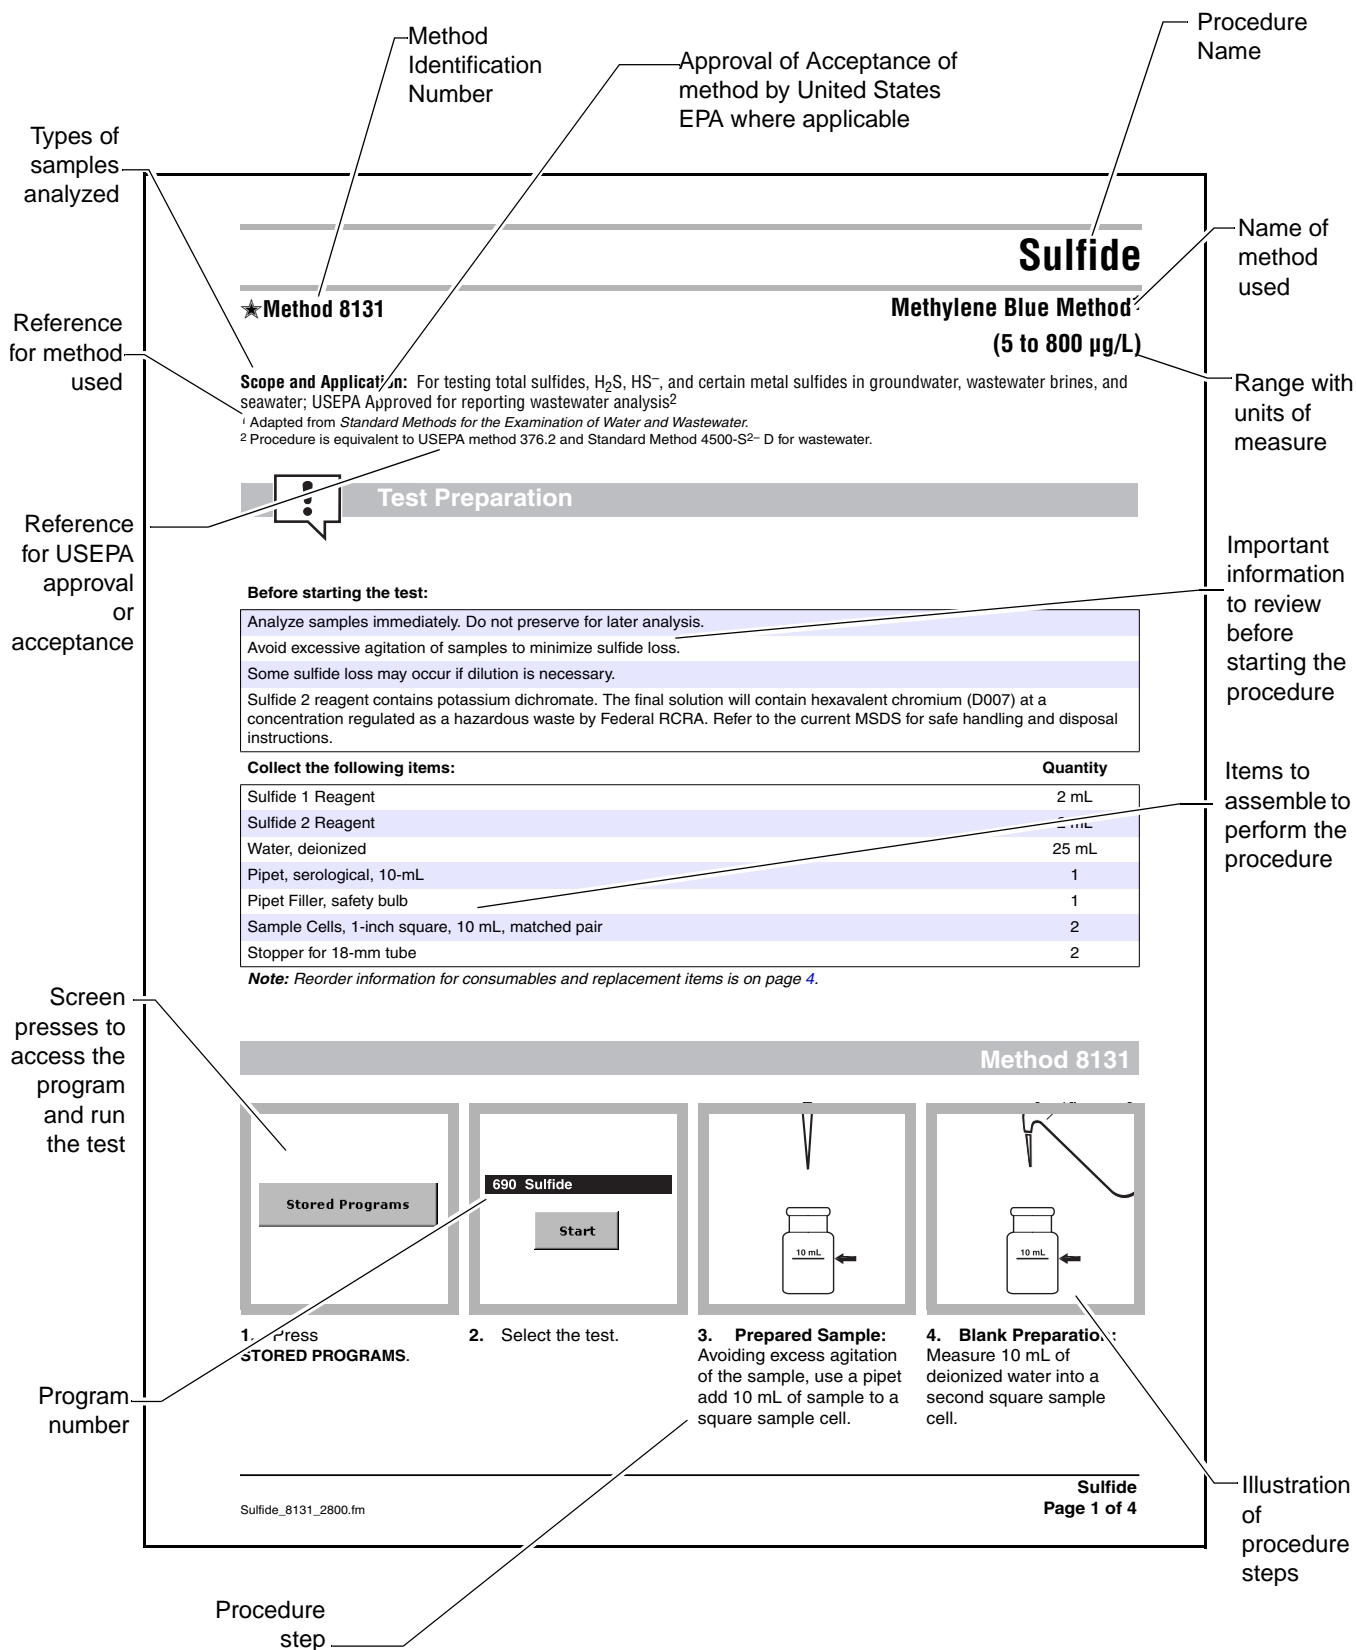 Method
Identification
Number
Approval of Acceptance of
method by United States
EPA where applicable
Procedure
Name
Types of
samples
analyzed
Reference
for method
used
Reference
for USEPA
approval
or
acceptance
Screen
presses to
access the
program
and run
the test
Program
number
Procedure
step
Name of
method
used
Range with
units of
measure
Important
information
to review
before
starting the
procedure
Items to
assemble to
perform the
procedure
Illustration
of
procedure
steps
Sulfide
★Method 8131
Methylene Blue Method¹
(5 to 800 µg/L)
Scope and Application: For testing total sulfides, H₂S, HS⁻, and certain metal sulfides in groundwater, wastewater brines, and
seawater; USEPA Approved for reporting wastewater analysis²
¹ Adapted from Standard Methods for the Examination of Water and Wastewater.
² Procedure is equivalent to USEPA method 376.2 and Standard Method 4500-S²⁻ D for wastewater.
Test Preparation
Before starting the test:
Analyze samples immediately. Do not preserve for later analysis.
Avoid excessive agitation of samples to minimize sulfide loss.
Some sulfide loss may occur if dilution is necessary.
Sulfide 2 reagent contains potassium dichromate. The final solution will contain hexavalent chromium (D007) at a
concentration regulated as a hazardous waste by Federal RCRA. Refer to the current MSDS for safe handling and disposal
instructions.
Collect the following items: Quantity
Sulfide 1 Reagent 2 mL
Sulfide 2 Reagent 2 mL
Water, deionized 25 mL
Pipet, serological, 10-mL 1
Pipet Filler, safety bulb 1
Sample Cells, 1-inch square, 10 mL, matched pair 2
Stopper for 18-mm tube 2
Note: Reorder information for consumables and replacement items is on page 4.
Method 8131
Stored Programs
690 Sulfide
Start
10 mL
10 mL
1. Press
STORED PROGRAMS.
2. Select the test.
3. Prepared Sample:
Avoiding excess agitation
of the sample, use a pipet
add 10 mL of sample to a
square sample cell.
4. Blank Preparation:
Measure 10 mL of
deionized water into a
second square sample
cell.
Sulfide_8131_2800.fm
Sulfide
Page 1 of 4